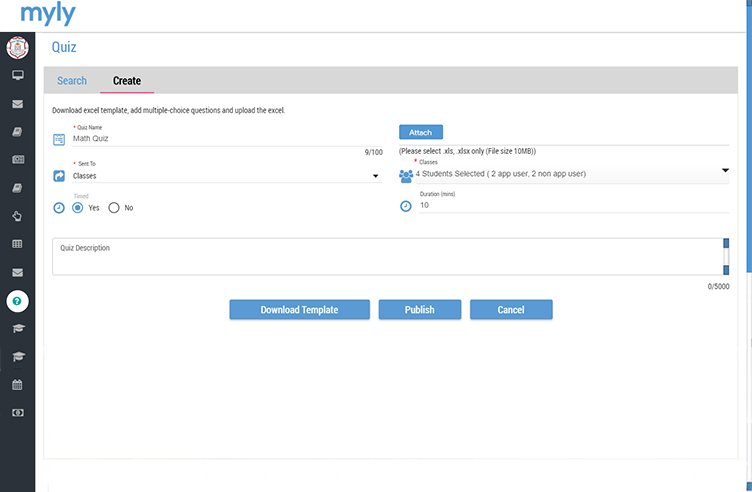 myly
Quiz
Search Create
Download excel template, add multiple-choice questions and upload the excel.
* Quiz Name
Math Quiz
9/100
Attach
(Please select .xls, .xlsx only (File size 10MB))
* Sent To
Classes
* Classes
4 Students Selected ( 2 app user, 2 non app user)
Timed
Yes No
Duration (mins)
10
Quiz Description
0/5000
Download Template Publish Cancel